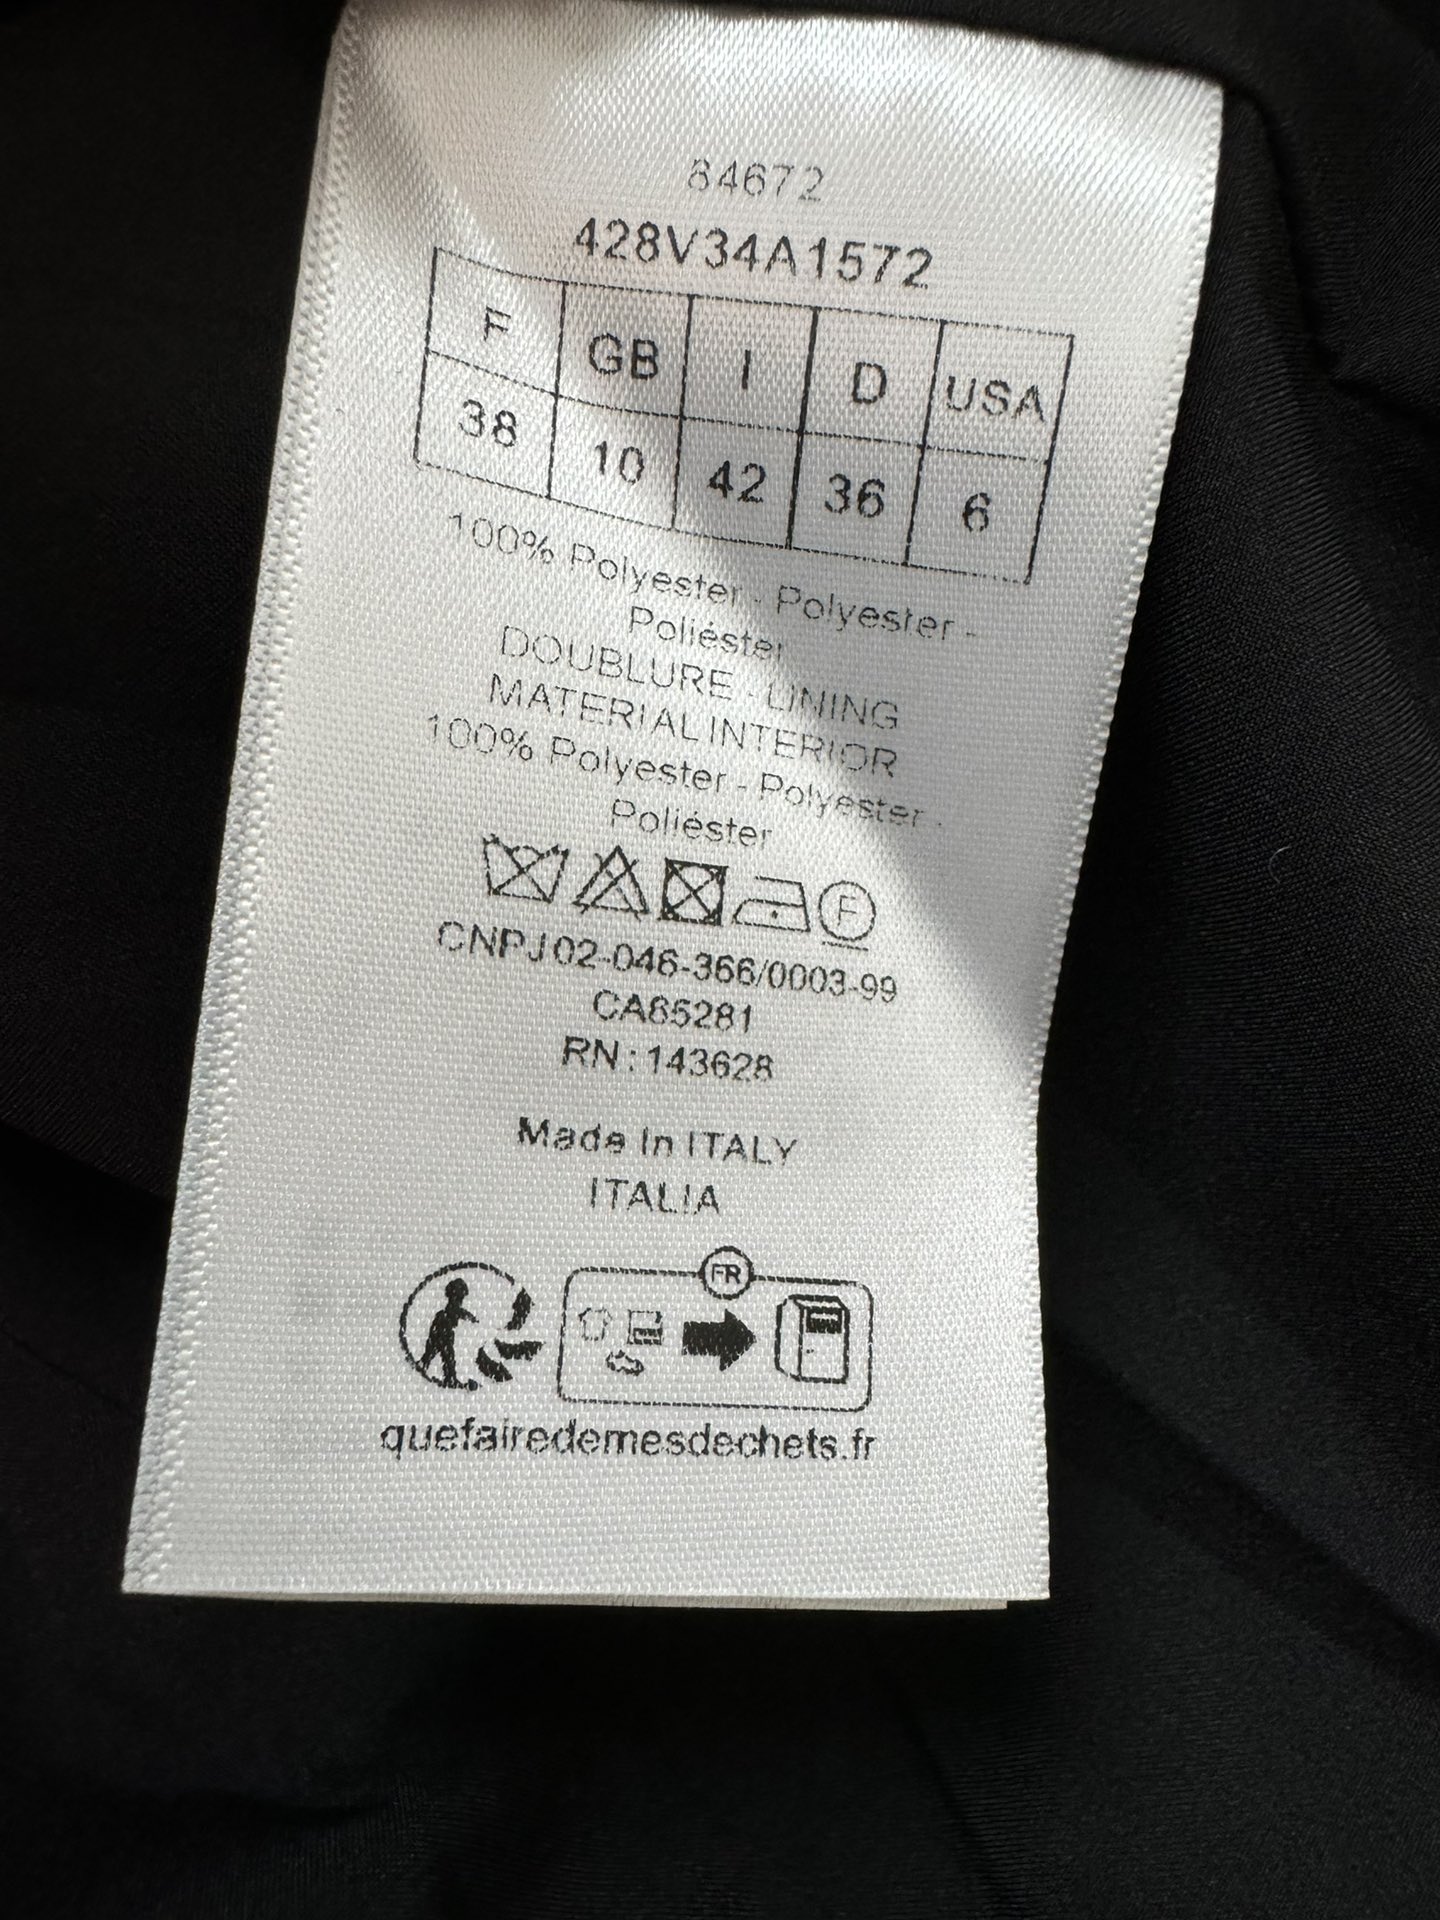 84672
428V34A1572
F GB I D USA
38 10 42 36 6
100% Polyester - Polyester -
Poliéster
DOUBLURE - LINING
MATERIAL INTERIOR
100% Polyester - Polyester -
Poliéster
F
CNPJ 02-046-366/0003-99
CA65281
RN : 143628
Made in ITALY
ITALIA
FR
quefairedemesdechets.fr